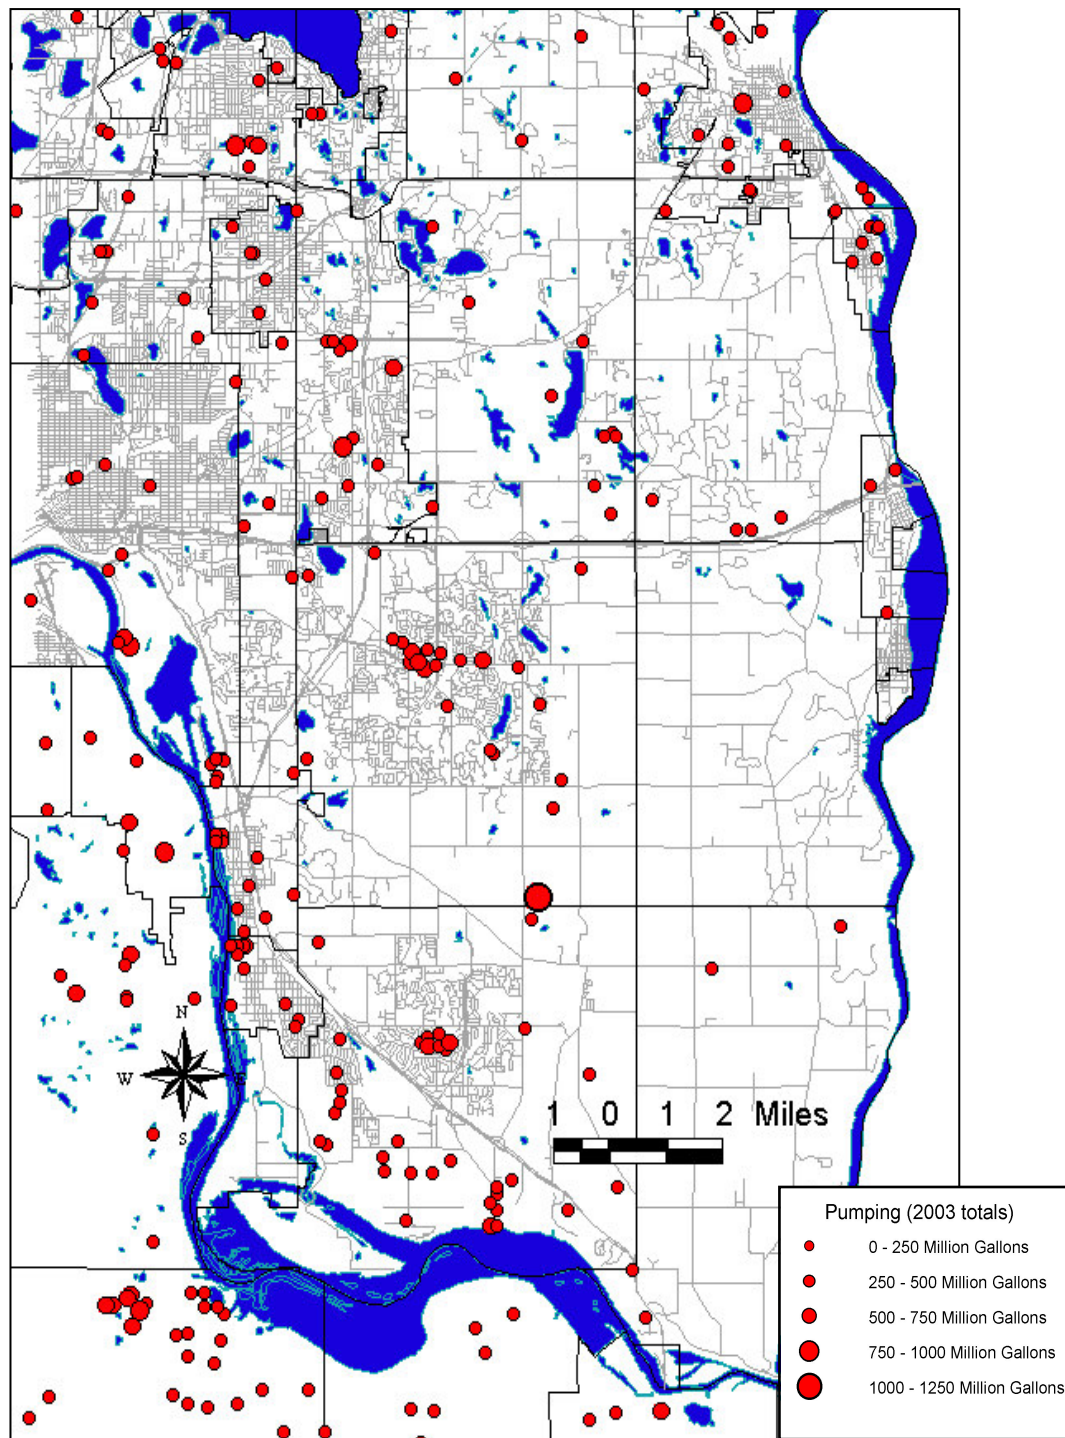 N
W
E
S
1 0 1 2 Miles
Pumping (2003 totals)
0 - 250 Million Gallons
250 - 500 Million Gallons
500 - 750 Million Gallons
750 - 1000 Million Gallons
1000 - 1250 Million Gallons